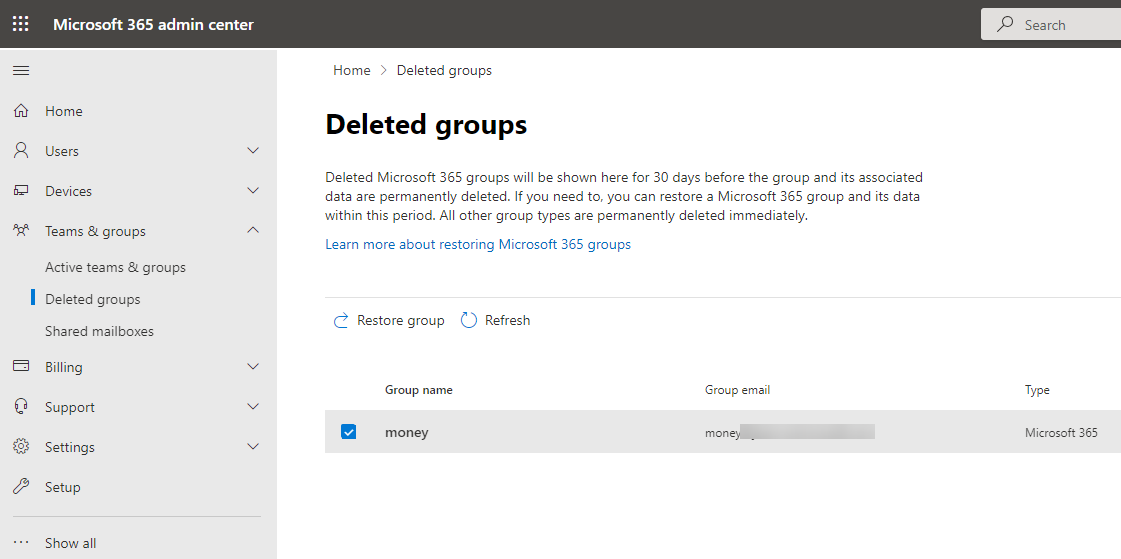 Microsoft 365 admin center
Search
Home
Users
Devices
Teams & groups
Active teams & groups
Deleted groups
Shared mailboxes
Billing
Support
Settings
Setup
Show all
Home > Deleted groups
Deleted groups
Deleted Microsoft 365 groups will be shown here for 30 days before the group and its associated
data are permanently deleted. If you need to, you can restore a Microsoft 365 group and its data
within this period. All other group types are permanently deleted immediately.
Learn more about restoring Microsoft 365 groups
Restore group Refresh
Group name Group email Type
money money Microsoft 365